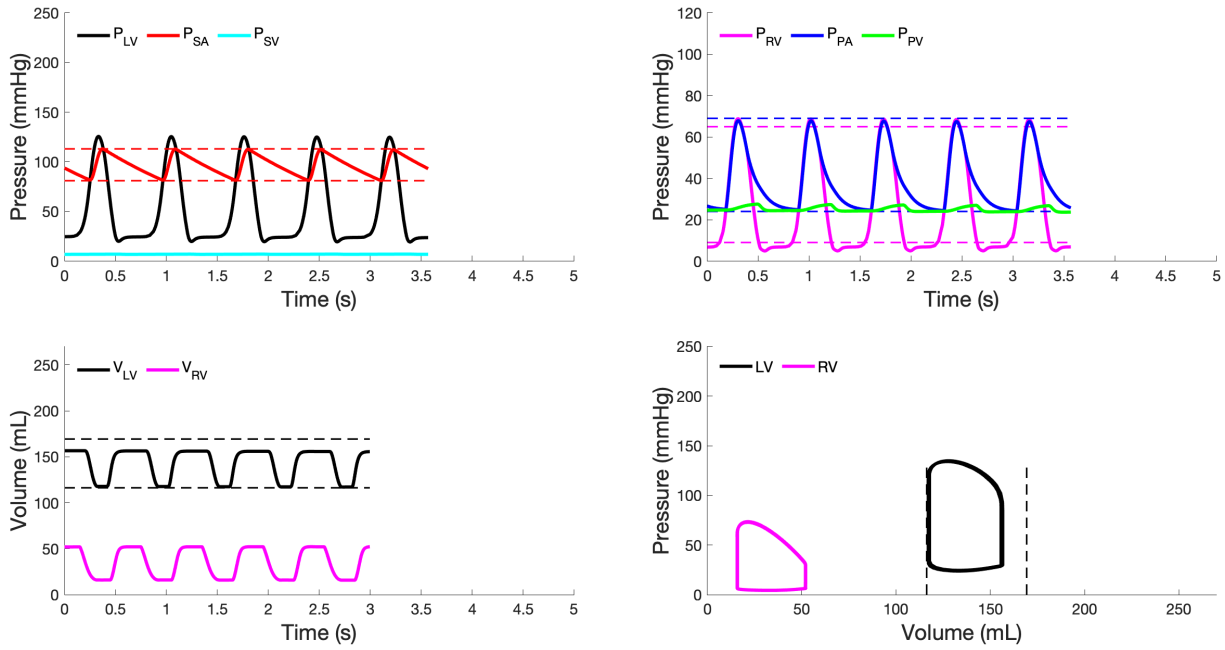 P_LV P_SA P_SV
250
200
150
100
50
0
0 0.5 1 1.5 2 2.5 3 3.5 4 4.5 5
Pressure (mmHg)
Time (s)
P_RV P_PA P_PV
120
100
80
60
40
20
0
0 0.5 1 1.5 2 2.5 3 3.5 4 4.5 5
Pressure (mmHg)
Time (s)
V_LV V_RV
250
200
150
100
50
0
0 0.5 1 1.5 2 2.5 3 3.5 4 4.5 5
Volume (mL)
Time (s)
LV RV
250
200
150
100
50
0
0 50 100 150 200 250
Pressure (mmHg)
Volume (mL)